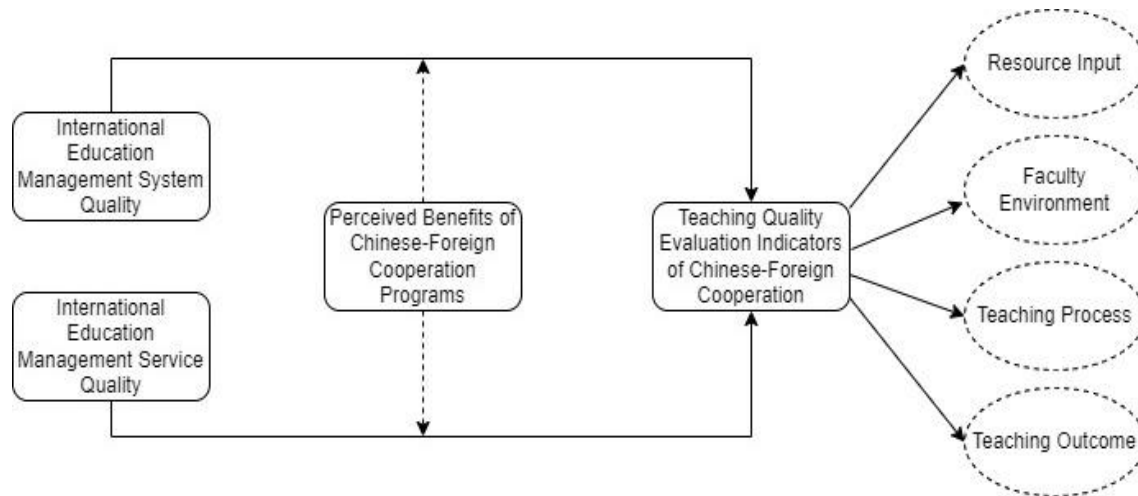 International
Education
Management System
Quality
International
Education
Management Service
Quality
Perceived Benefits of
Chinese-Foreign
Cooperation
Programs
Teaching Quality
Evaluation Indicators
of Chinese-Foreign
Cooperation
Resource Input
Faculty
Environment
Teaching Process
Teaching Outcome